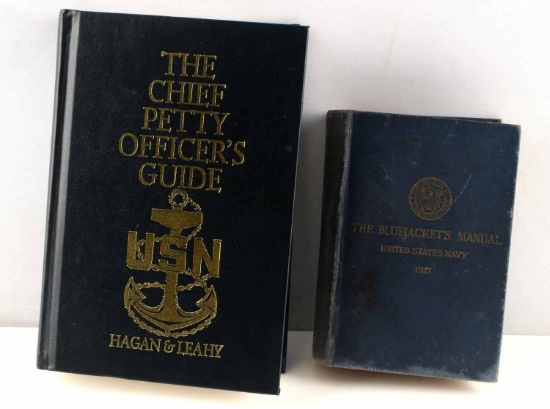 THE
CHIEF
PETTY
OFFICER'S
GUIDE
USN
HAGAN & LEAHY
THE BLUEJACKET'S MANUAL
UNITED STATES NAVY
1917